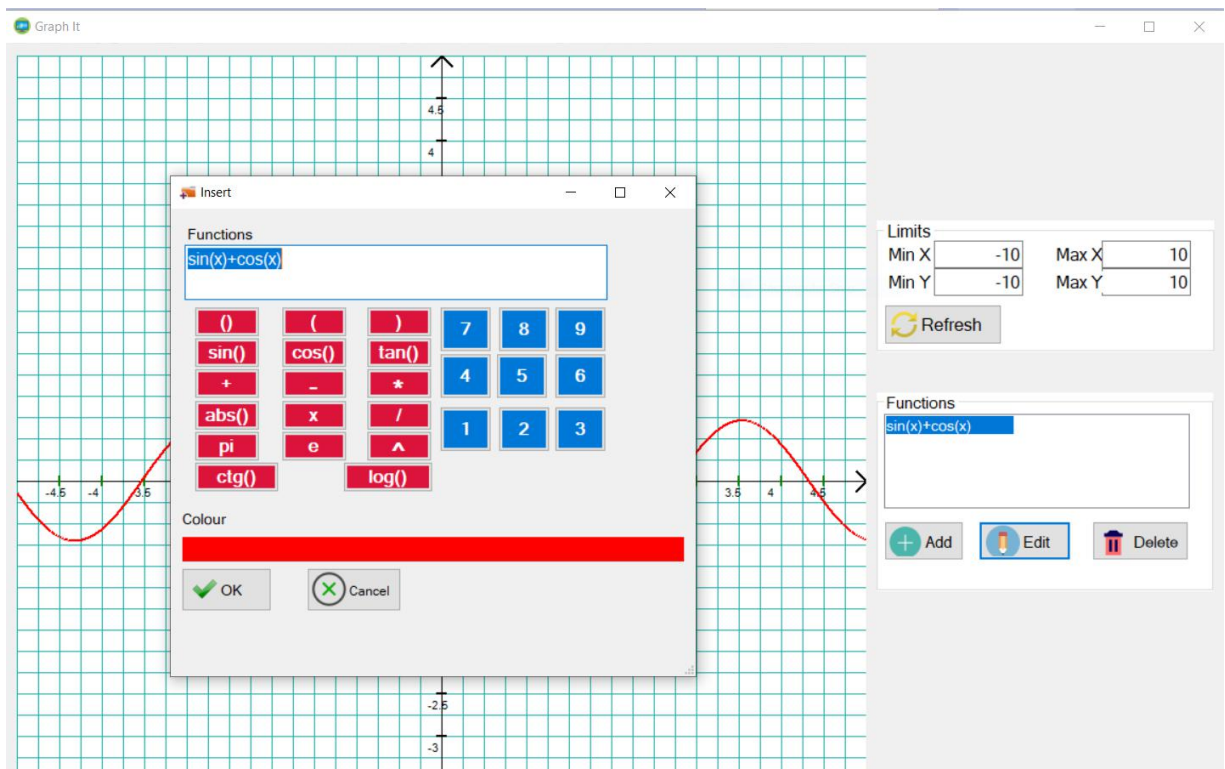 Graph It
4.5
4
Insert
Functions
sin(x)+cos(x)
() ( ) 7 8 9
sin() cos() tan()
+ - * 4 5 6
abs() x / 1 2 3
pi e ^
ctg() log()
Colour
OK Cancel
-4.5 -4 3.5 3.5 4 4.5
-2.5
-3
Limits
Min X -10 Max X 10
Min Y -10 Max Y 10
Refresh
Functions
sin(x)+cos(x)
Add Edit Delete